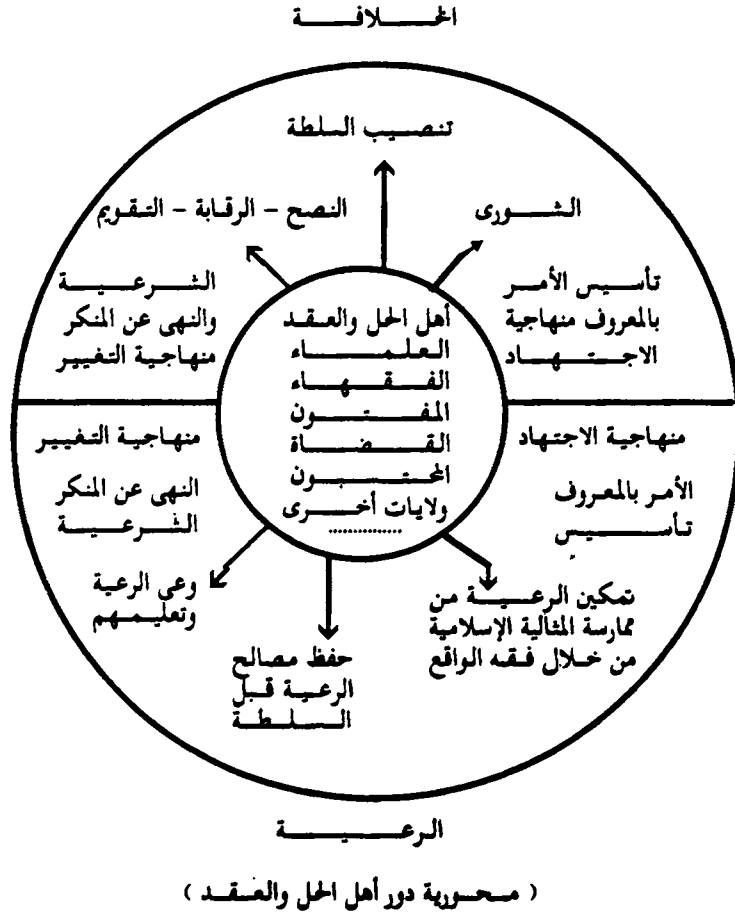 الخلافة
تنصيب السلطة
الشورى
النصح - الرقابة - التقويم
تأسيس الأمر
بالمعروف منهاجية
الاجتهاد
الشرعية
والنهى عن المنكر
منهاجية التغيير
أهل الحل والعقد
العلماء
الفقهاء
المفتون
القضاة
المحتسبون
ولايات أخرى
..............
منهاجية الاجتهاد
الأمر بالمعروف
تأسيس
منهاجية التغيير
النهى عن المنكر
الشرعية
تمكين الرعية من
ممارسة المثالية الإسلامية
من خلال فقه الواقع
حفظ مصالح
الرعية قبل
السلطة
وعى الرعية
وتعليمهم
الرعية
( محورية دور أهل الحل والعقد )